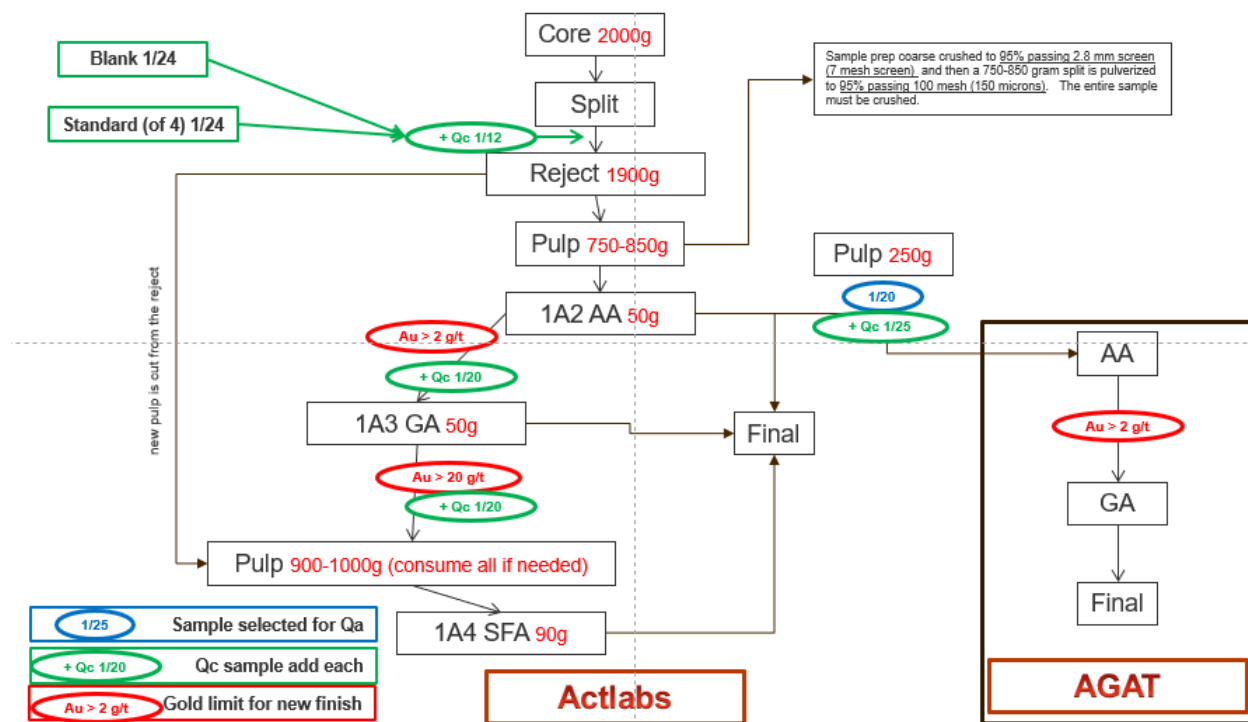 Core 2000g
Blank 1/24
Sample prep coarse crushed to 95% passing 2.8 mm screen
(7 mesh screen) and then a 750-850 gram split is pulverized
to 95% passing 100 mesh (150 microns). The entire sample
must be crushed.
Split
Standard (of 4) 1/24
+ Qc 1/12
Reject 1900g
Pulp 750-850g
Pulp 250g
1/20
1A2 AA 50g
+ Qc 1/25
Au > 2 g/t
AA
+ Qc 1/20
new pulp is cut from the reject
1A3 GA 50g
Final
Au > 2 g/t
Au > 20 g/t
+ Qc 1/20
GA
Pulp 900-1000g (consume all if needed)
Final
1/25 Sample selected for Qa
1A4 SFA 90g
+ Qc 1/20 Qc sample add each
Au > 2 g/t Gold limit for new finish
Actlabs
AGAT